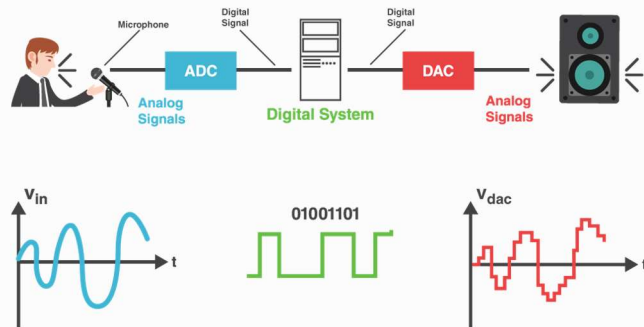 Microphone
Digital
Signal
Digital
Signal
ADC
DAC
Analog
Signals
Digital System
Analog
Signals
Vin
t
01001101
Vdac
t